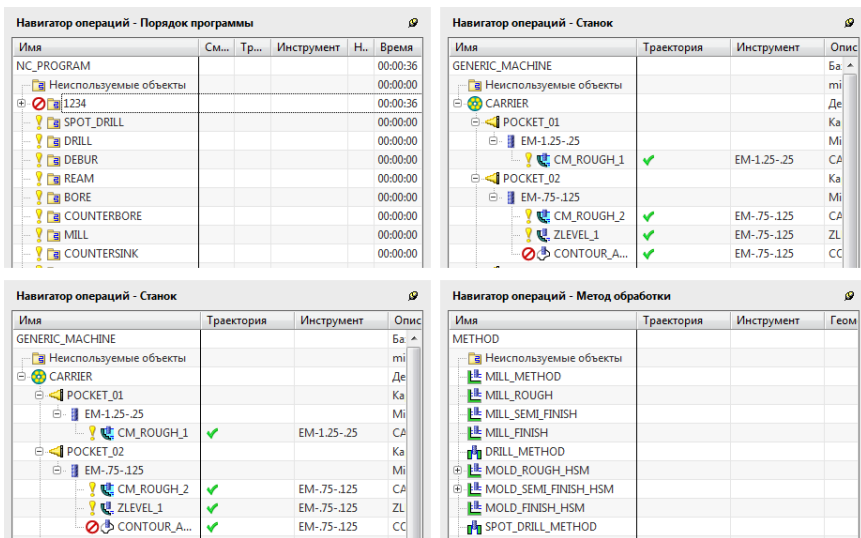 Навигатор операций - Порядок программы
Имя См... Тр... Инструмент Н.. Время
NC_PROGRAM 00:00:36
Неиспользуемые объекты 00:00:00
1234 00:00:36
SPOT_DRILL 00:00:00
DRILL 00:00:00
DEBUR 00:00:00
REAM 00:00:00
BORE 00:00:00
COUNTERBORE 00:00:00
MILL 00:00:00
COUNTERSINK 00:00:00
Навигатор операций - Станок
Имя Траектория Инструмент Опис
GENERIC_MACHINE Ба:
Неиспользуемые объекты mi
CARRIER Де
POCKET_01 Ка
EM-1.25-.25 Mi
CM_ROUGH_1 EM-1.25-.25 CA
POCKET_02 Ка
EM-.75-.125 Mi
CM_ROUGH_2 EM-.75-.125 CA
ZLEVEL_1 EM-.75-.125 ZL
CONTOUR_A... EM-.75-.125 CC
Навигатор операций - Станок
Имя Траектория Инструмент Опис
GENERIC_MACHINE Ба:
Неиспользуемые объекты mi
CARRIER Де
POCKET_01 Ка
EM-1.25-.25 Mi
CM_ROUGH_1 EM-1.25-.25 CA
POCKET_02 Ка
EM-.75-.125 Mi
CM_ROUGH_2 EM-.75-.125 CA
ZLEVEL_1 EM-.75-.125 ZL
CONTOUR_A... EM-.75-.125 CC
Навигатор операций - Метод обработки
Имя Траектория Инструмент Геом
METHOD
Неиспользуемые объекты
MILL_METHOD
MILL_ROUGH
MILL_SEMI_FINISH
MILL_FINISH
DRILL_METHOD
MOLD_ROUGH_HSM
MOLD_SEMI_FINISH_HSM
MOLD_FINISH_HSM
SPOT_DRILL_METHOD